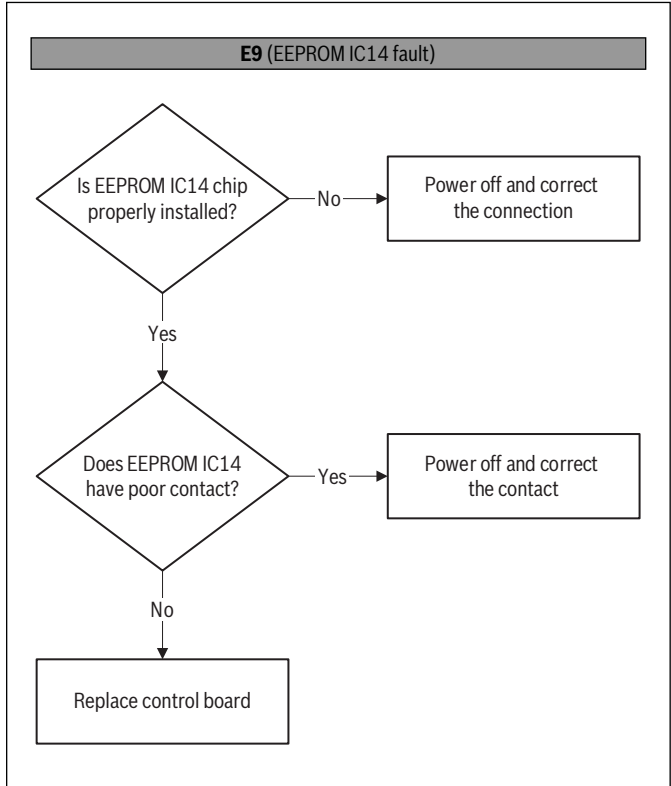 E9 (EEPROM IC14 fault)
Is EEPROM IC14 chip
properly installed?
No
Power off and correct
the connection
Yes
Does EEPROM IC14
have poor contact?
Yes
Power off and correct
the contact
No
Replace control board